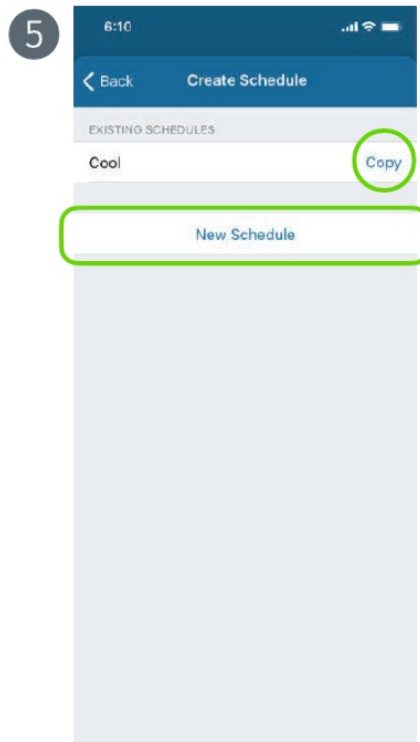 5
6:10
Back Create Schedule
EXISTING SCHEDULES
Cool Copy
New Schedule